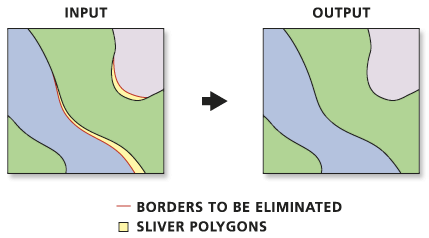 INPUT
OUTPUT
BORDERS TO BE ELIMINATED
SLIVER POLYGONS